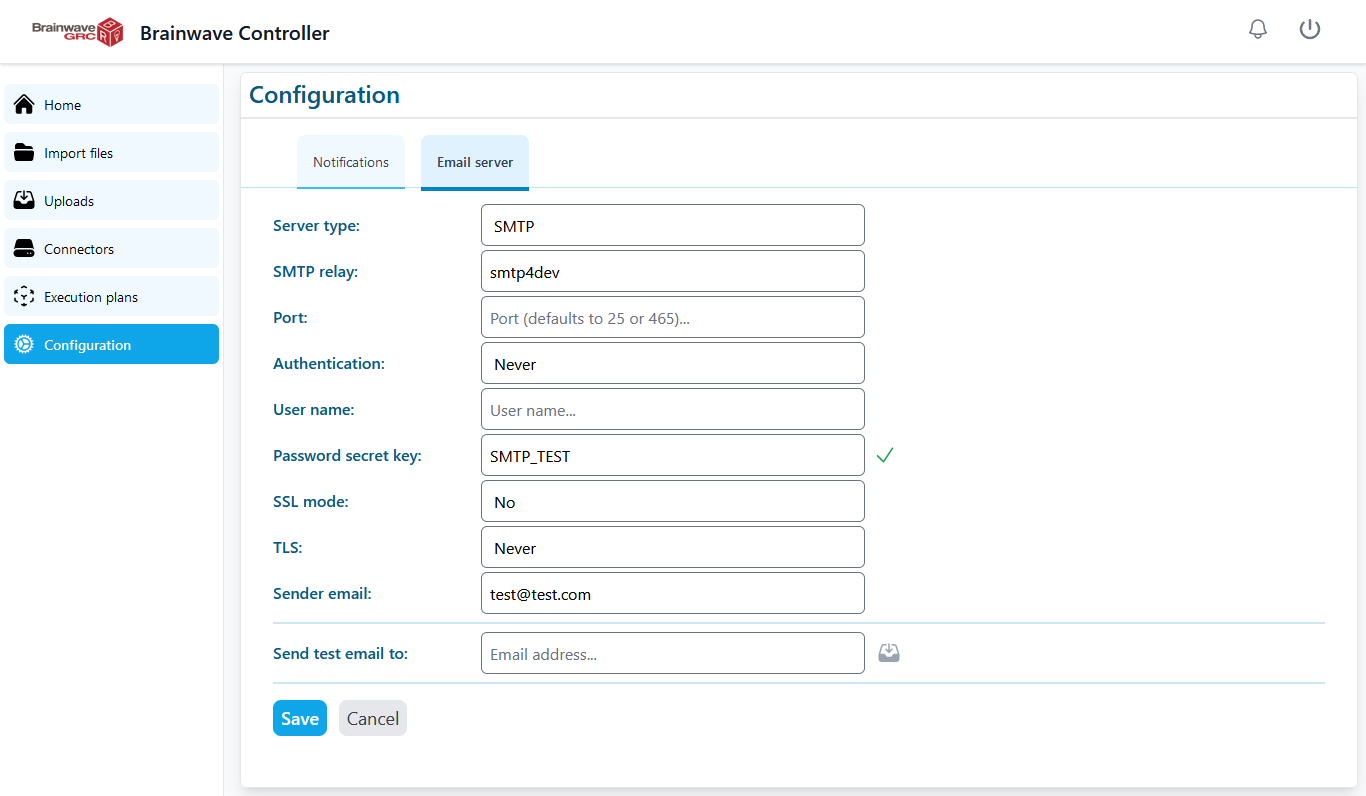 Brainwave
GRC
Brainwave Controller
Home
Import files
Uploads
Connectors
Execution plans
Configuration
Configuration
Notifications
Email server
Server type:
SMTP
SMTP relay:
smtp4dev
Port:
Port (defaults to 25 or 465)...
Authentication:
Never
User name:
User name...
Password secret key:
SMTP_TEST
SSL mode:
No
TLS:
Never
Sender email:
test@test.com
Send test email to:
Email address...
Save
Cancel